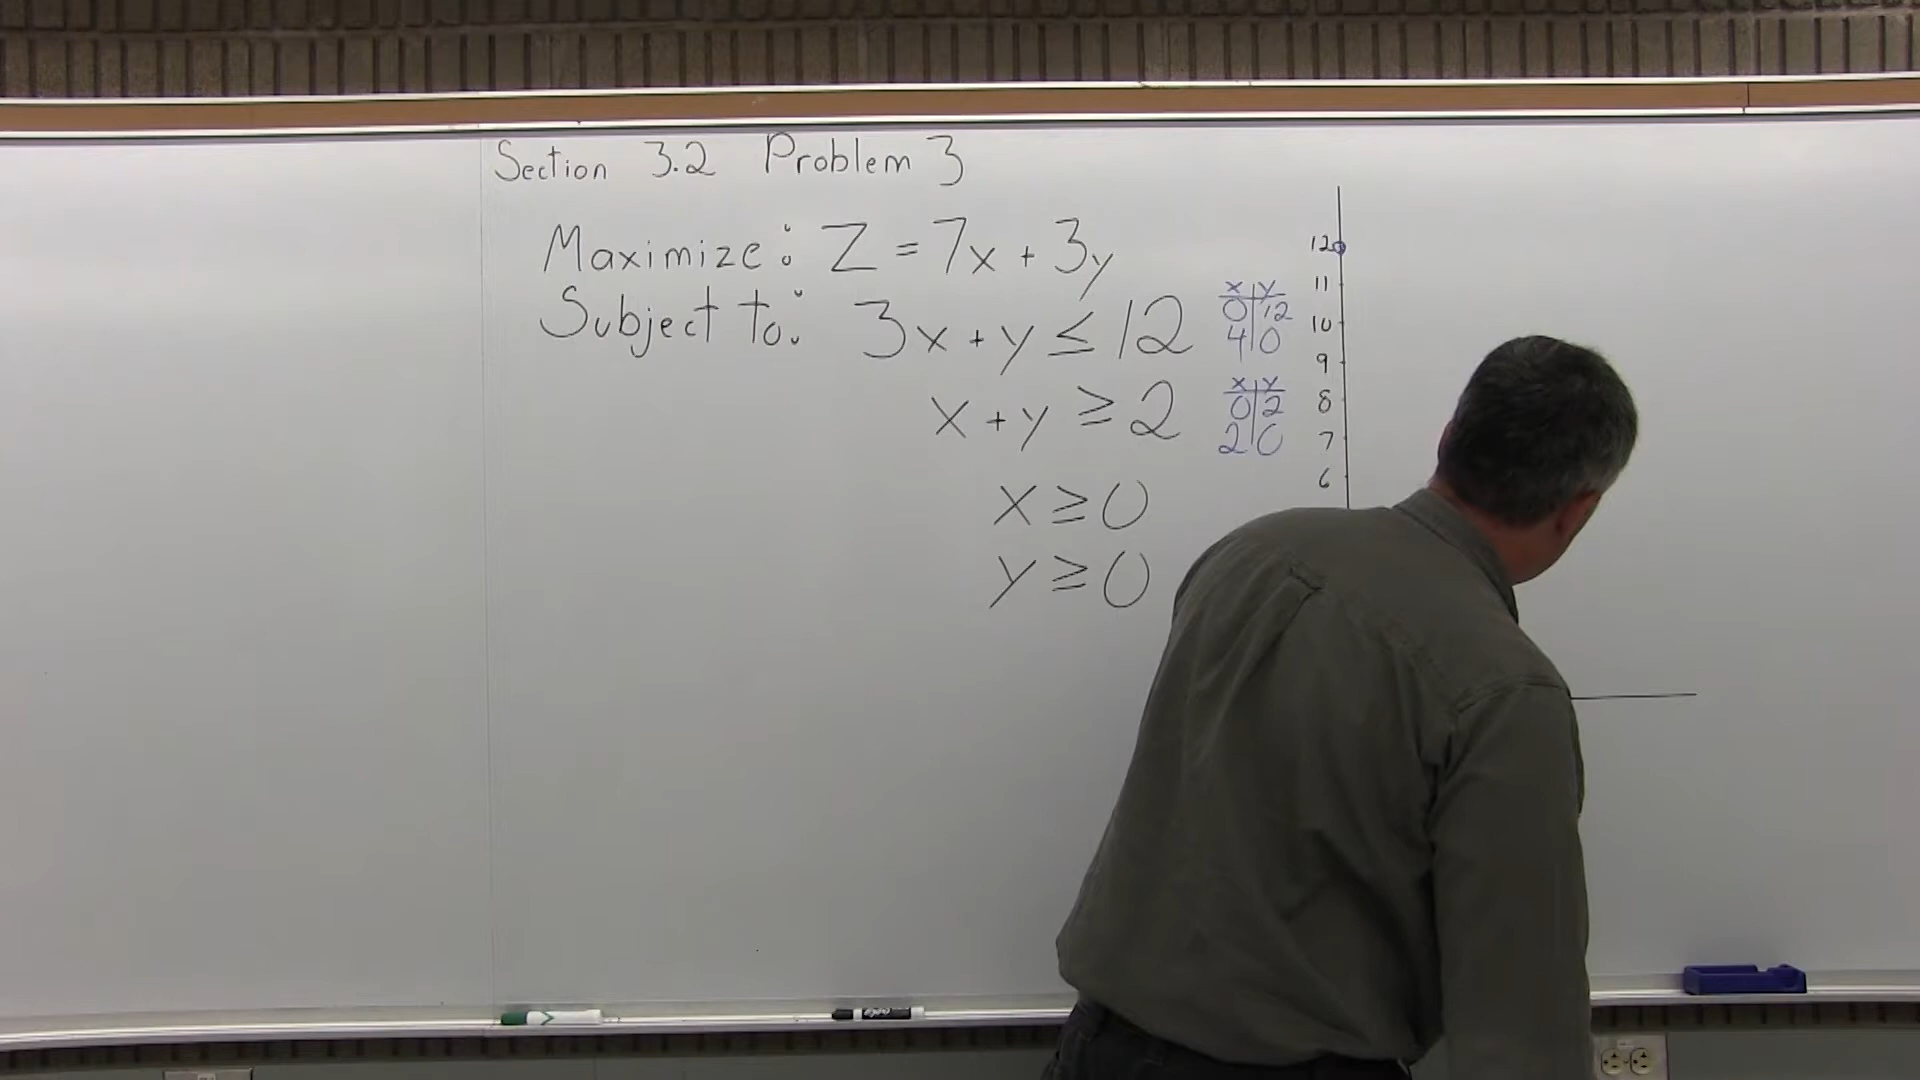 Section 3.2 Problem 3
Maximize: Z = 7x + 3y
Subject to: 3x + y ≤ 12
x + y ≥ 2
x ≥ 0
y ≥ 0
x y
0 12
4 0
x y
0 2
2 0
12
11
10
9
8
7
6